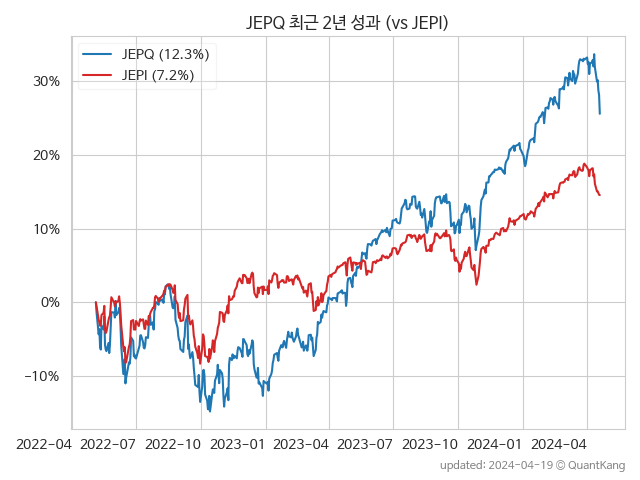 JEPQ 최근 2년 성과 (vs JEPI)
JEPQ (12.3%)
JEPI (7.2%)
30%
20%
10%
0%
−10%
2022−04 2022−07 2022−10 2023−01 2023−04 2023−07 2023−10 2024−01 2024−04
updated: 2024-04-19 © QuantKang